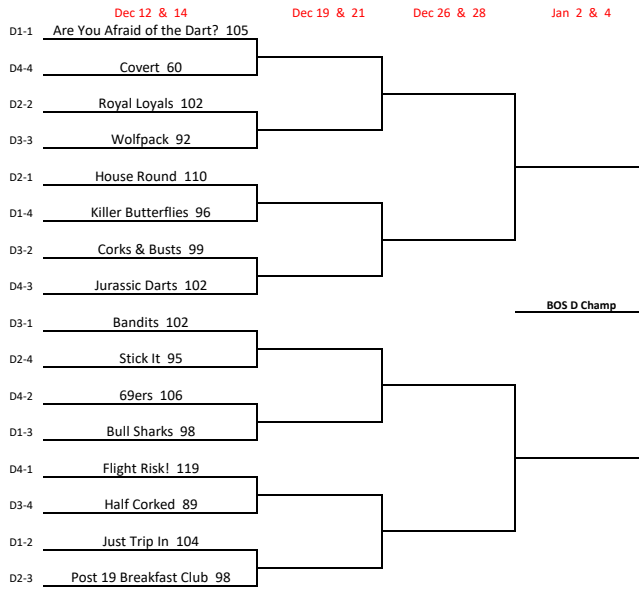 Dec 12 & 14 Dec 19 & 21 Dec 26 & 28 Jan 2 & 4
D1-1 Are You Afraid of the Dart? 105
D4-4 Covert 60
D2-2 Royal Loyals 102
D3-3 Wolfpack 92
D2-1 House Round 110
D1-4 Killer Butterflies 96
D3-2 Corks & Busts 99
D4-3 Jurassic Darts 102
BOS D Champ
D3-1 Bandits 102
D2-4 Stick It 95
D4-2 69ers 106
D1-3 Bull Sharks 98
D4-1 Flight Risk! 119
D3-4 Half Corked 89
D1-2 Just Trip In 104
D2-3 Post 19 Breakfast Club 98